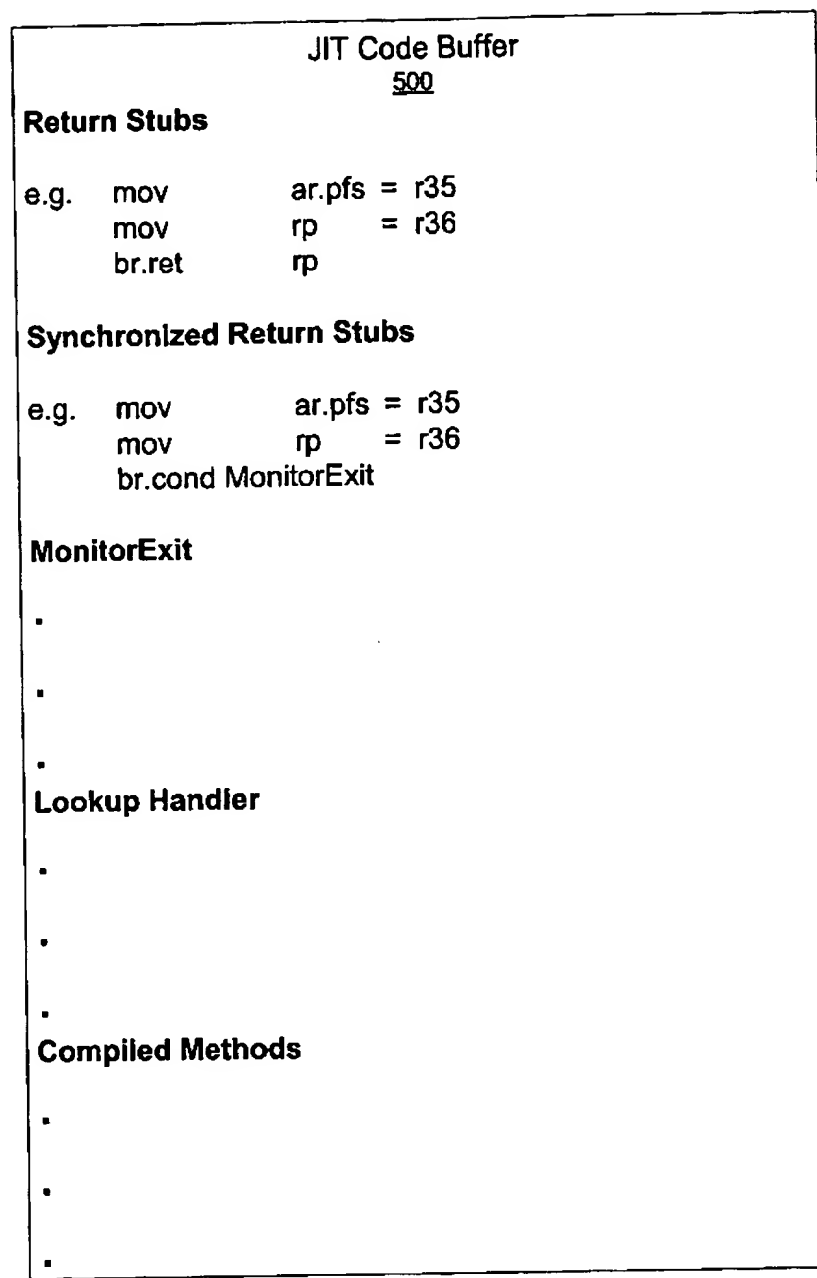 JIT Code Buffer
500
Return Stubs
e.g. mov ar.pfs = r35
mov rp = r36
br.ret rp
Synchronized Return Stubs
e.g. mov ar.pfs = r35
mov rp = r36
br.cond MonitorExit
MonitorExit
.
.
.
Lookup Handler
.
.
.
Compiled Methods
.
.
.